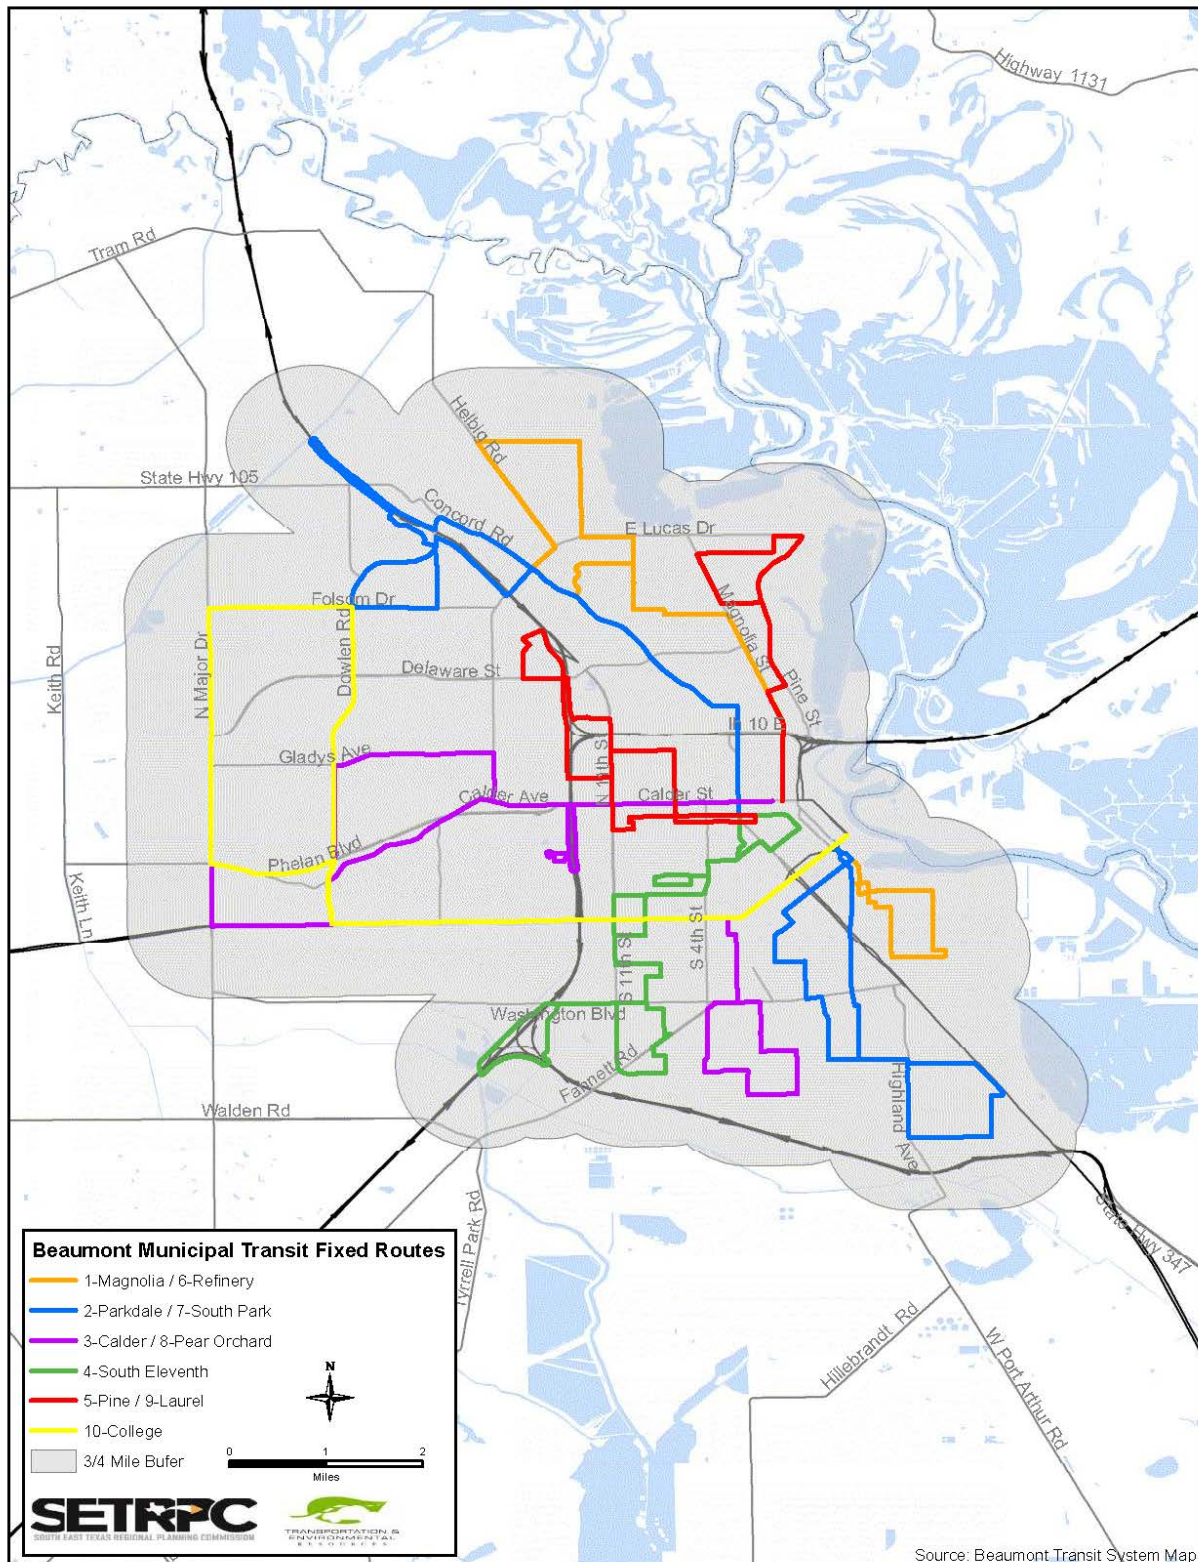 Highway 1131
Tram Rd
Helbig Rd
State Hwy 105
Concord Rd
E Lucas Dr
Folsom Dr
Magnolia St
Keith Rd
N Major Dr
Dowlen Rd
Delaware St
Pine St
IH 10 E
Gladys Ave
N 11th St
Calder Ave
Calder St
Phelan Blvd
Keith Ln
S 4th St
S 11th St
Washington Blvd
Fannett Rd
Highland Ave
Walden Rd
State Hwy 347
Tyrrell Park Rd
Hillebrandt Rd
W Port Arthur Rd
Beaumont Municipal Transit Fixed Routes
1-Magnolia / 6-Refinery
2-Parkdale / 7-South Park
3-Calder / 8-Pear Orchard
4-South Eleventh
5-Pine / 9-Laurel
10-College
3/4 Mile Bufer
N
0 1 2
Miles
SETRPC
SOUTH EAST TEXAS REGIONAL PLANNING COMMISSION
TRANSPORTATION &
ENVIRONMENTAL
RESOURCES
Source: Beaumont Transit System Map